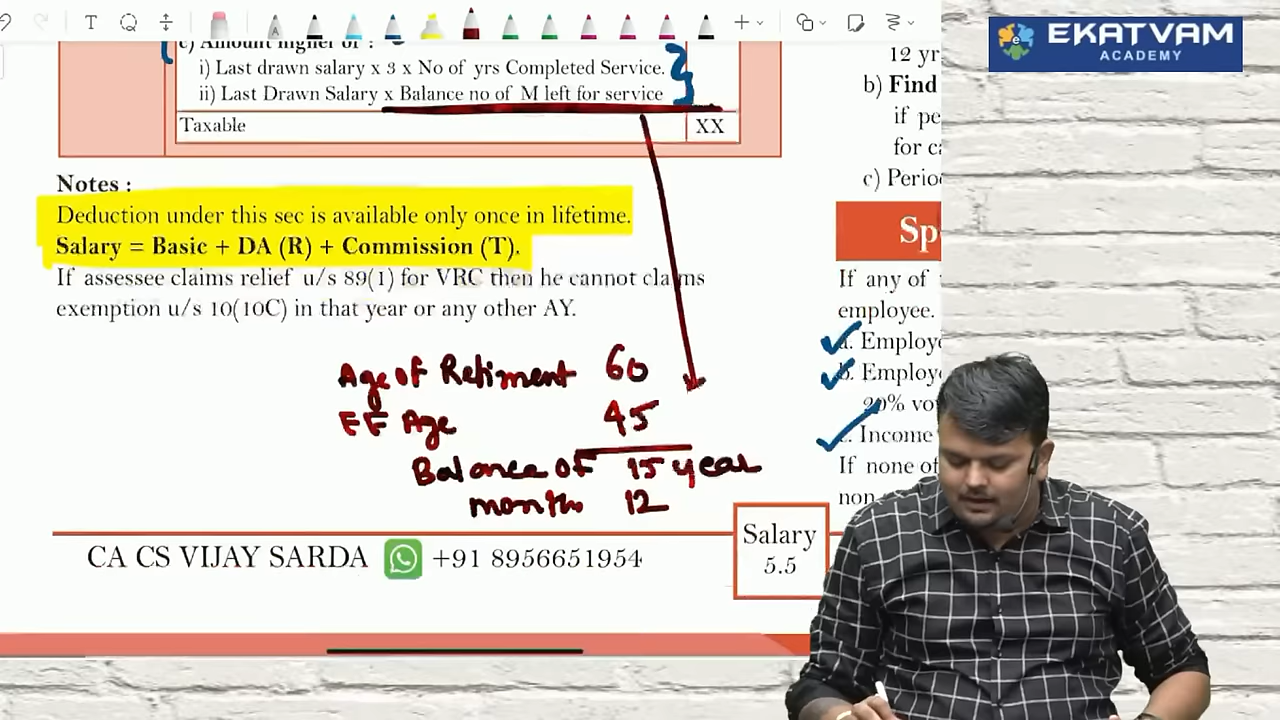 EKATVAM
ACADEMY
c) Amount higher of :
i) Last drawn salary x 3 x No of yrs Completed Service.
ii) Last Drawn Salary x Balance no of M left for service
Taxable XX
Notes :
Deduction under this sec is available only once in lifetime.
Salary = Basic + DA (R) + Commission (T).
If assessee claims relief u/s 89(1) for VRC then he cannot claims
exemption u/s 10(10C) in that year or any other AY.
Age of Retiment 60
Age 45
Balance of 15 year
months 12
CA CS VIJAY SARDA +91 8956651954
Salary
5.5
12 yr
b) Find
if pe
for ca
c) Perio
Sp
If any of
employee.
a. Employe
b. Employe
20% vo
c. Income
If none of
non